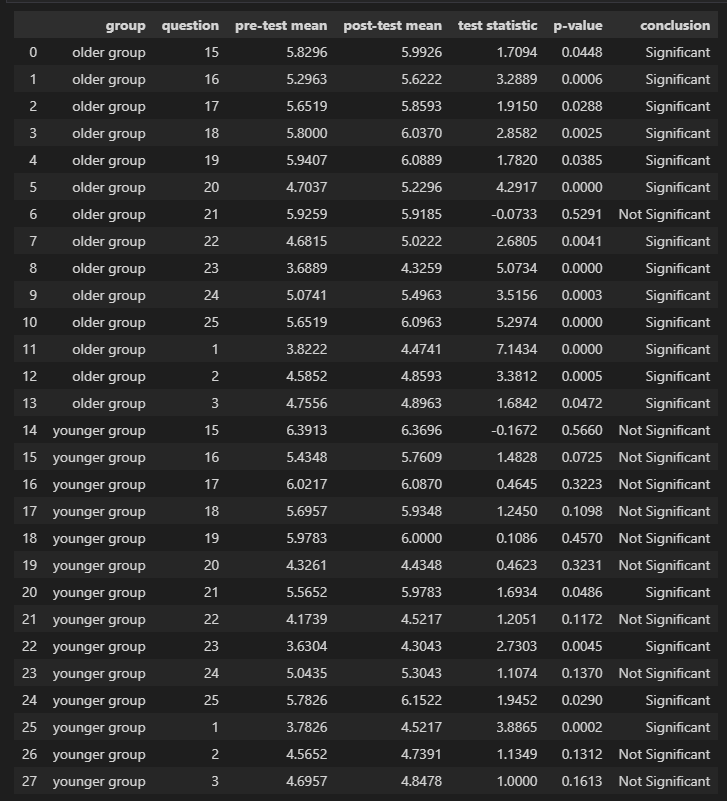 group question pre-test mean post-test mean test statistic p-value conclusion
0 older group 15 5.8296 5.9926 1.7094 0.0448 Significant
1 older group 16 5.2963 5.6222 3.2889 0.0006 Significant
2 older group 17 5.6519 5.8593 1.9150 0.0288 Significant
3 older group 18 5.8000 6.0370 2.8582 0.0025 Significant
4 older group 19 5.9407 6.0889 1.7820 0.0385 Significant
5 older group 20 4.7037 5.2296 4.2917 0.0000 Significant
6 older group 21 5.9259 5.9185 -0.0733 0.5291 Not Significant
7 older group 22 4.6815 5.0222 2.6805 0.0041 Significant
8 older group 23 3.6889 4.3259 5.0734 0.0000 Significant
9 older group 24 5.0741 5.4963 3.5156 0.0003 Significant
10 older group 25 5.6519 6.0963 5.2974 0.0000 Significant
11 older group 1 3.8222 4.4741 7.1434 0.0000 Significant
12 older group 2 4.5852 4.8593 3.3812 0.0005 Significant
13 older group 3 4.7556 4.8963 1.6842 0.0472 Significant
14 younger group 15 6.3913 6.3696 -0.1672 0.5660 Not Significant
15 younger group 16 5.4348 5.7609 1.4828 0.0725 Not Significant
16 younger group 17 6.0217 6.0870 0.4645 0.3223 Not Significant
17 younger group 18 5.6957 5.9348 1.2450 0.1098 Not Significant
18 younger group 19 5.9783 6.0000 0.1086 0.4570 Not Significant
19 younger group 20 4.3261 4.4348 0.4623 0.3231 Not Significant
20 younger group 21 5.5652 5.9783 1.6934 0.0486 Significant
21 younger group 22 4.1739 4.5217 1.2051 0.1172 Not Significant
22 younger group 23 3.6304 4.3043 2.7303 0.0045 Significant
23 younger group 24 5.0435 5.3043 1.1074 0.1370 Not Significant
24 younger group 25 5.7826 6.1522 1.9452 0.0290 Significant
25 younger group 1 3.7826 4.5217 3.8865 0.0002 Significant
26 younger group 2 4.5652 4.7391 1.1349 0.1312 Not Significant
27 younger group 3 4.6957 4.8478 1.0000 0.1613 Not Significant